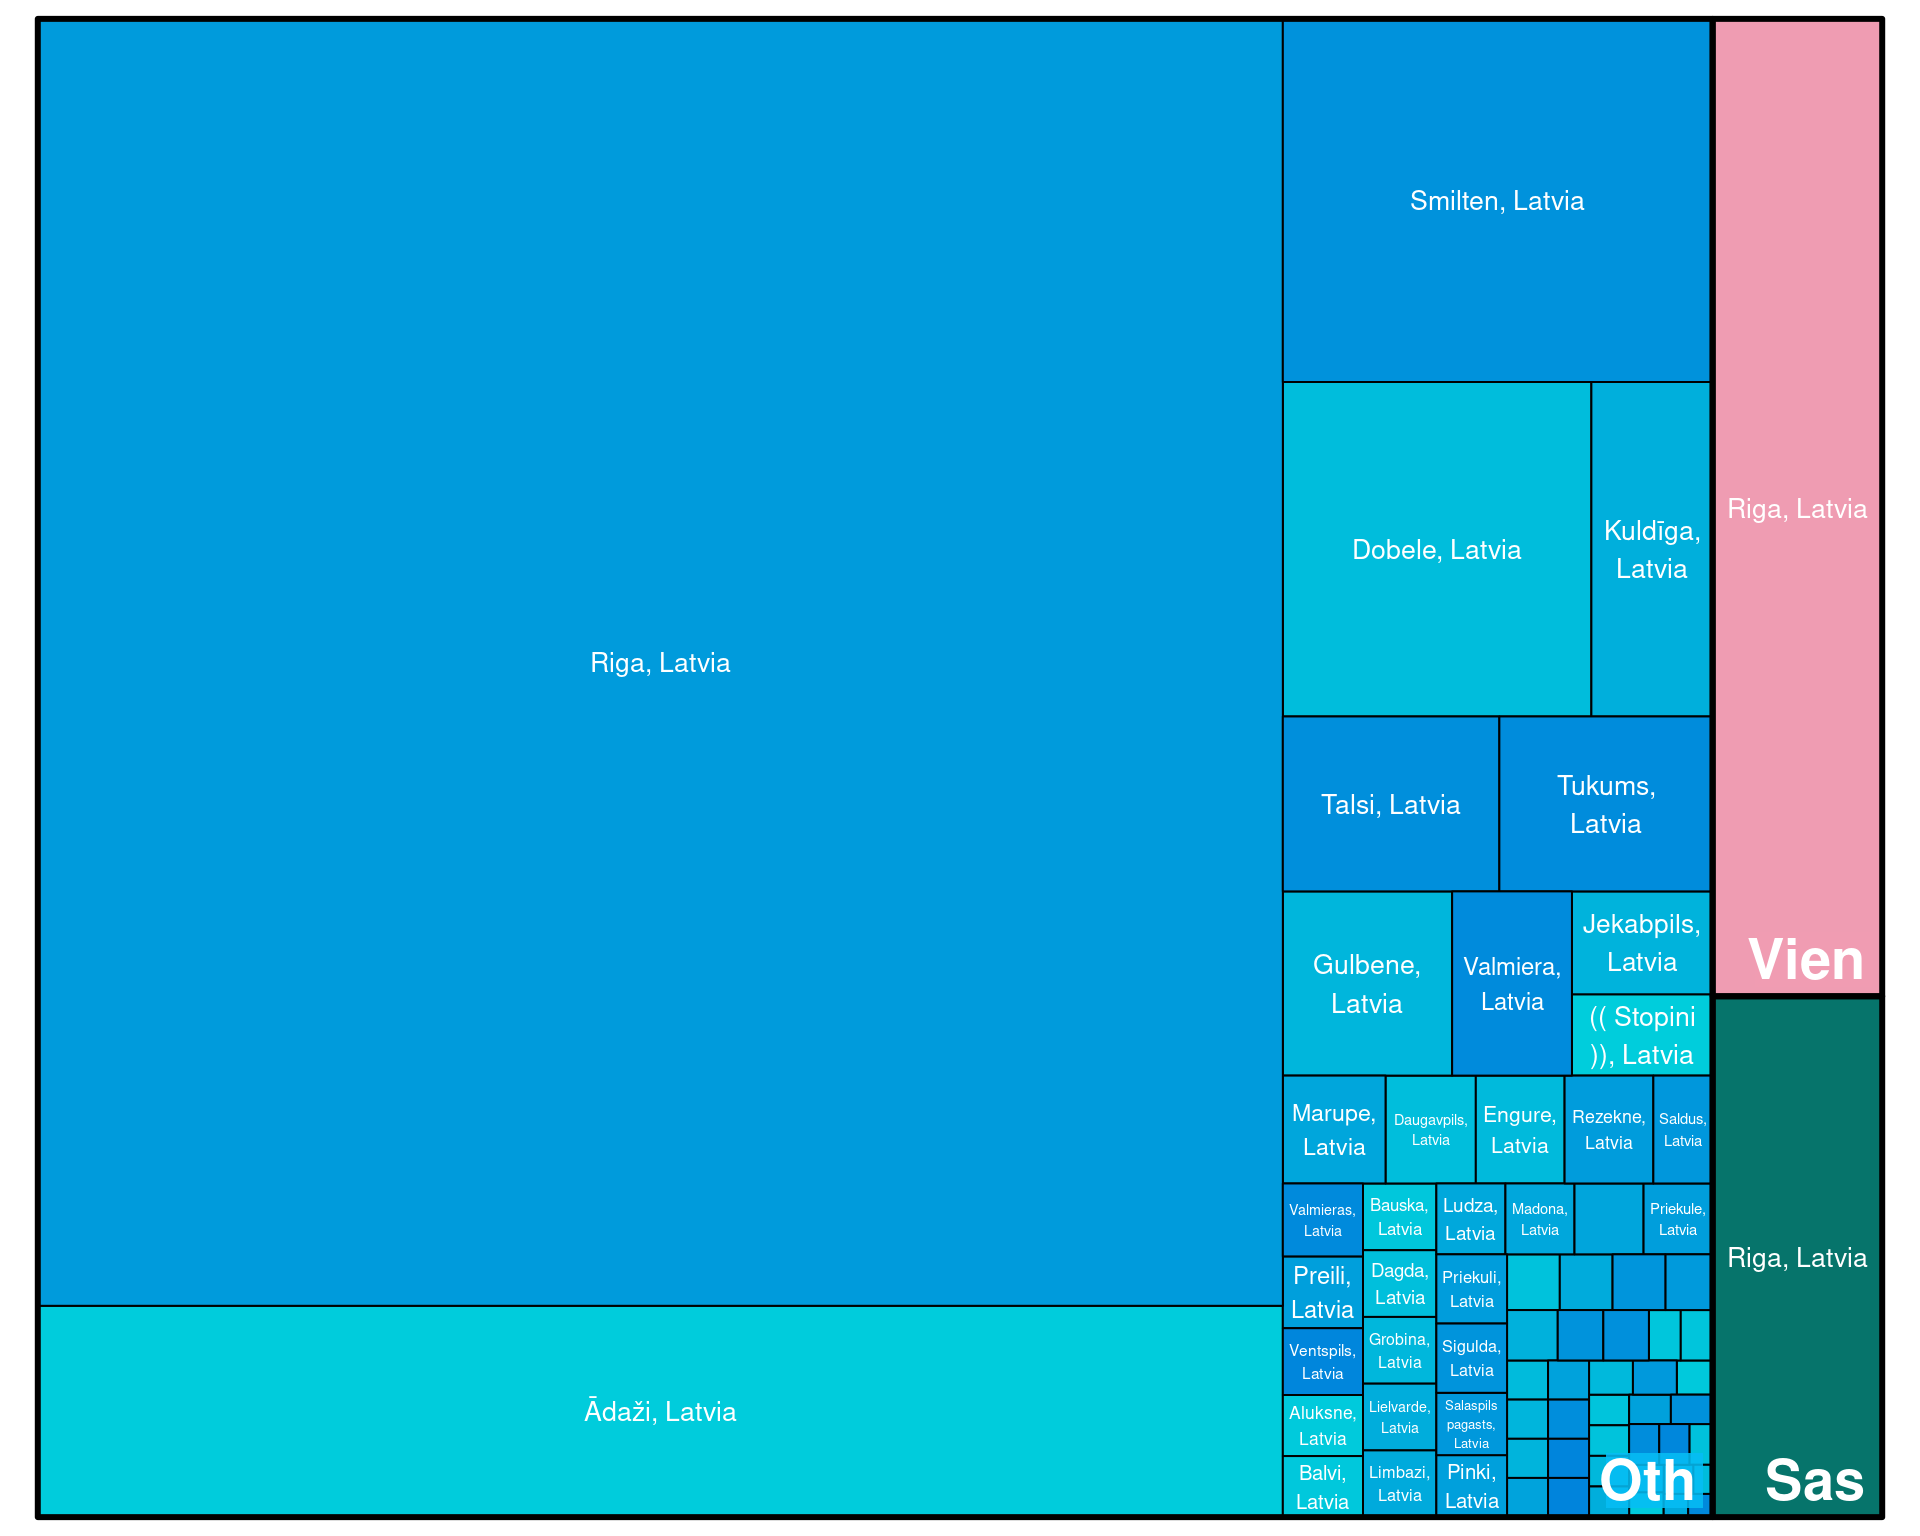 Riga, Latvia
Ādaži, Latvia
Smilten, Latvia
Dobele, Latvia
Kuldīga,
Latvia
Talsi, Latvia
Tukums,
Latvia
Gulbene,
Latvia
Valmiera,
Latvia
Jekabpils,
Latvia
(( Stopini
)), Latvia
Marupe,
Latvia
Daugavpils,
Latvia
Engure,
Latvia
Rezekne,
Latvia
Saldus,
Latvia
Valmieras,
Latvia
Preili,
Latvia
Ventspils,
Latvia
Aluksne,
Latvia
Balvi,
Latvia
Bauska,
Latvia
Dagda,
Latvia
Grobina,
Latvia
Lielvarde,
Latvia
Limbazi,
Latvia
Ludza,
Latvia
Madona,
Latvia
Priekule,
Latvia
Priekuli,
Latvia
Sigulda,
Latvia
Salaspils
pagasts,
Latvia
Pinki,
Latvia
Oth
Riga, Latvia
Vien
Riga, Latvia
Sas